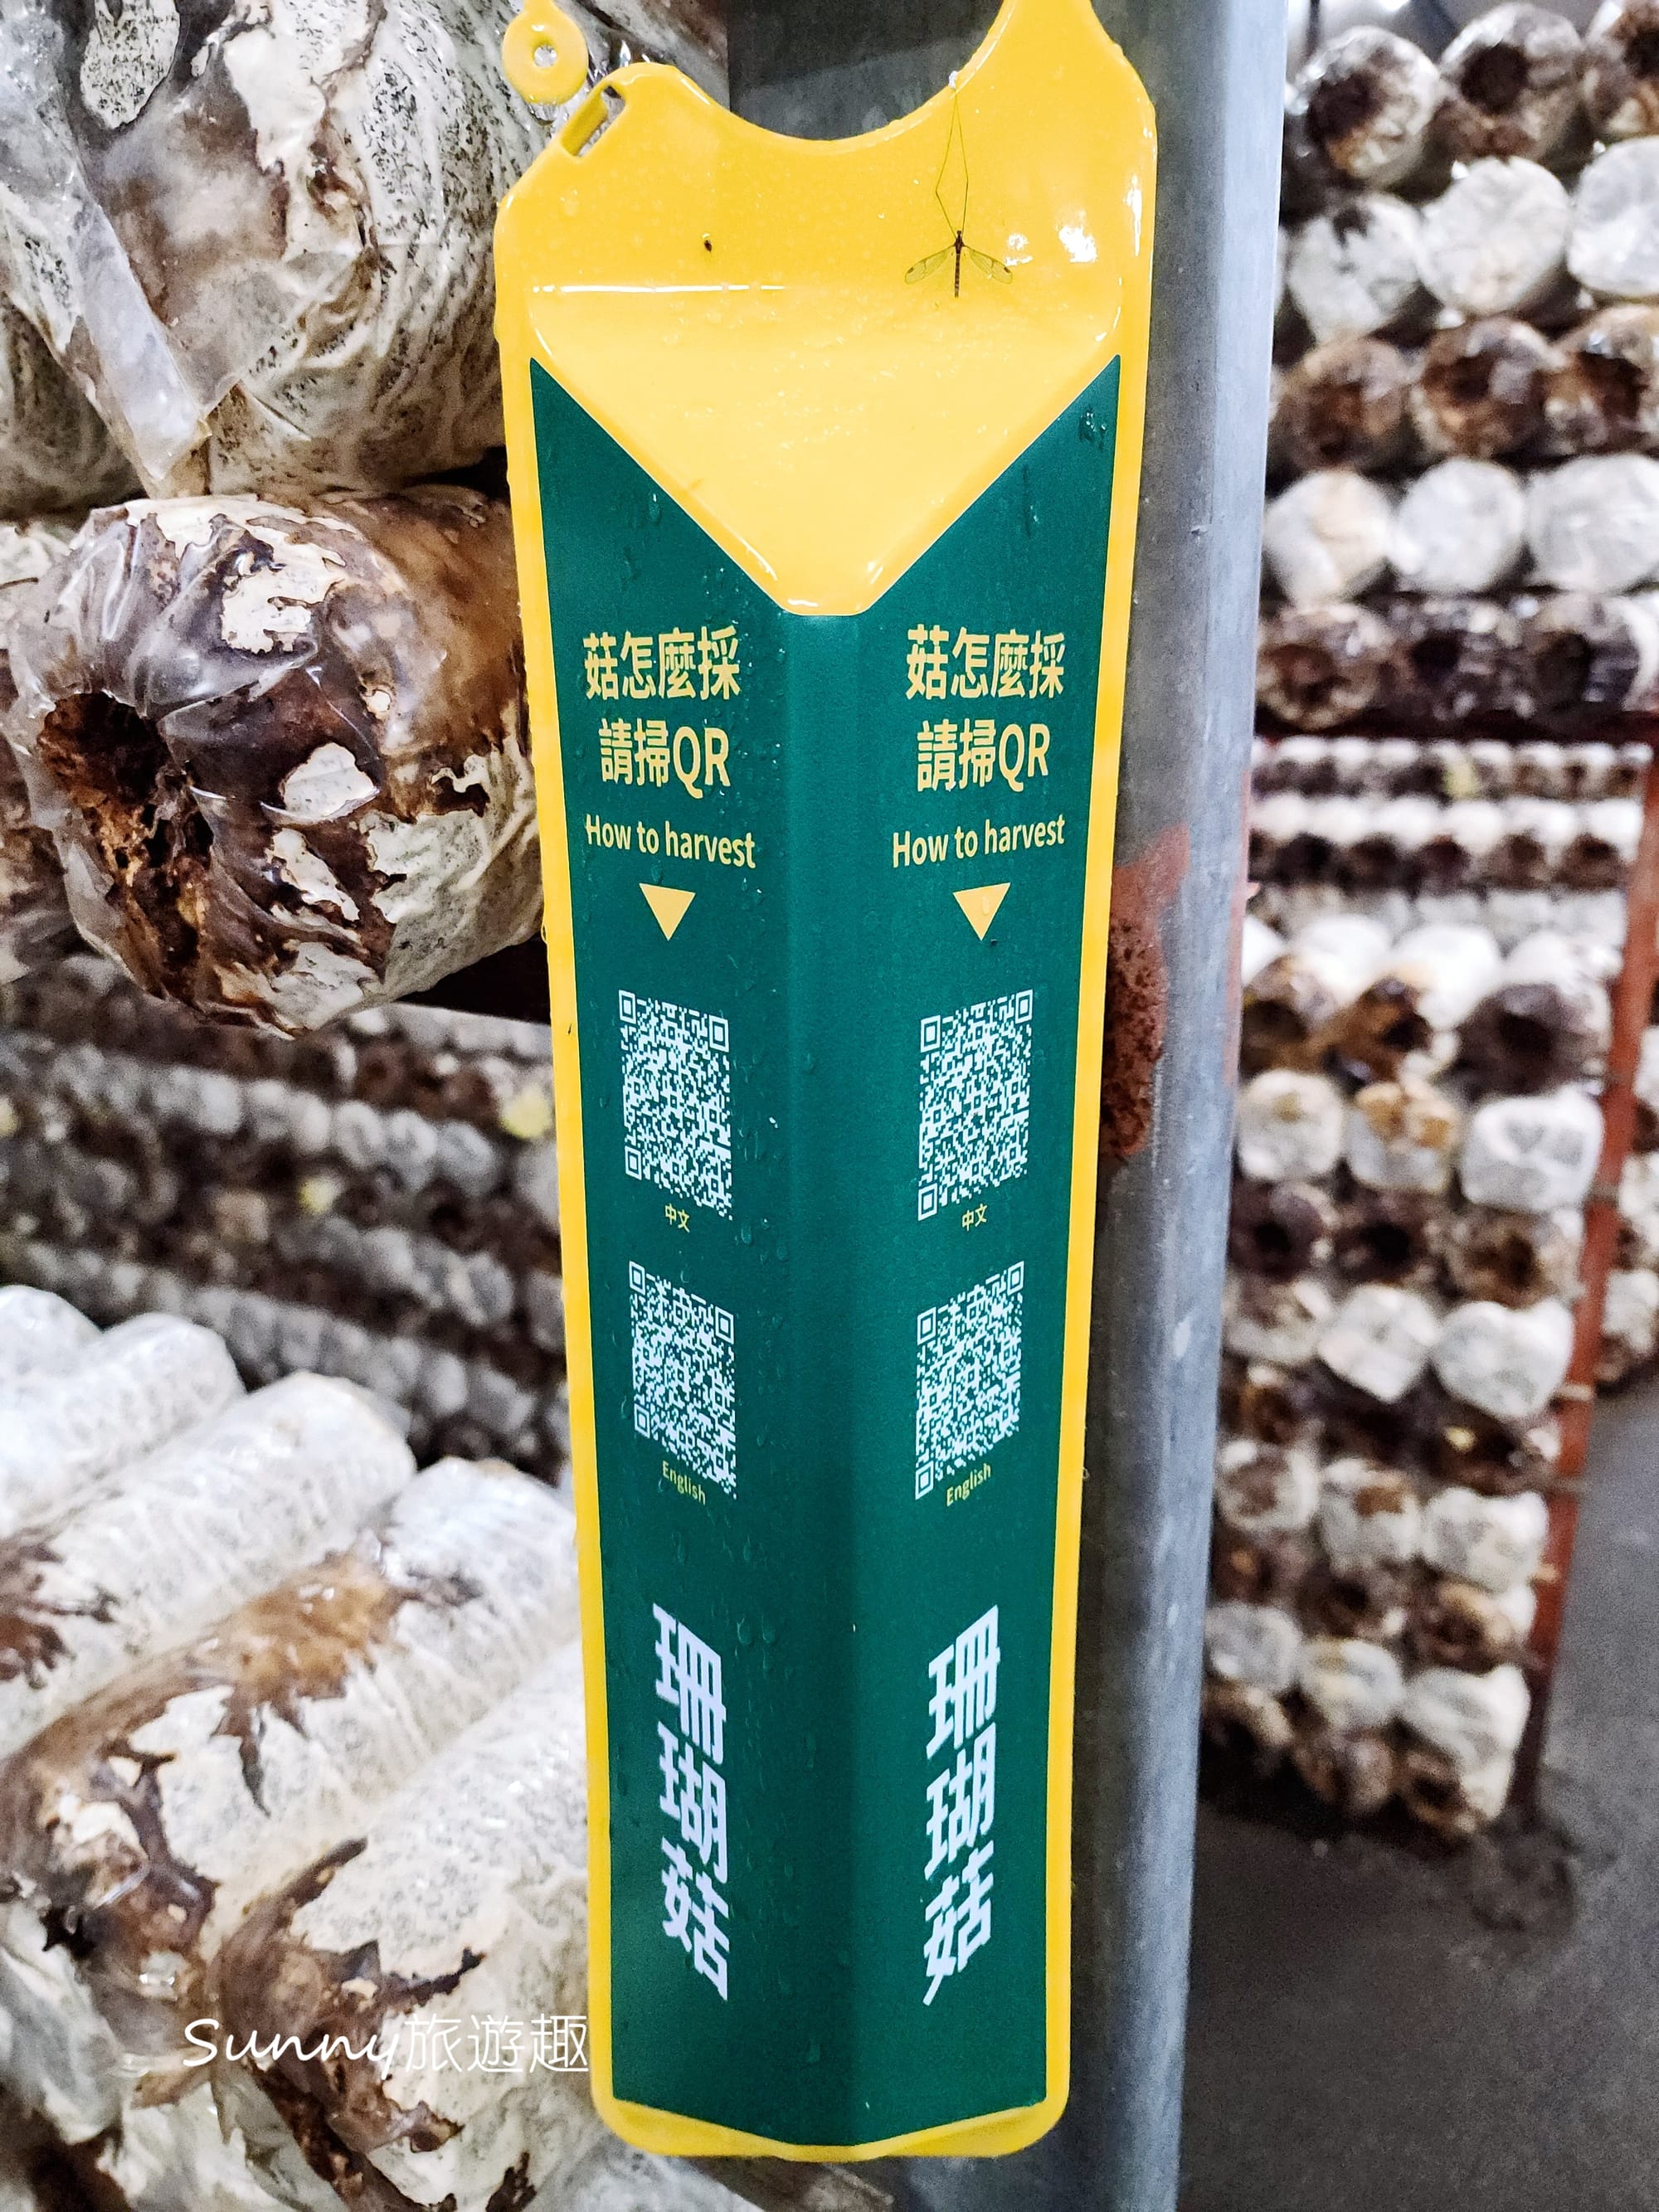 菇怎麼採
請掃QR
How to harvest
中文
English
珊瑚菇
菇怎麼採
請掃QR
How to harvest
中文
English
珊瑚菇
Sunny旅遊趣